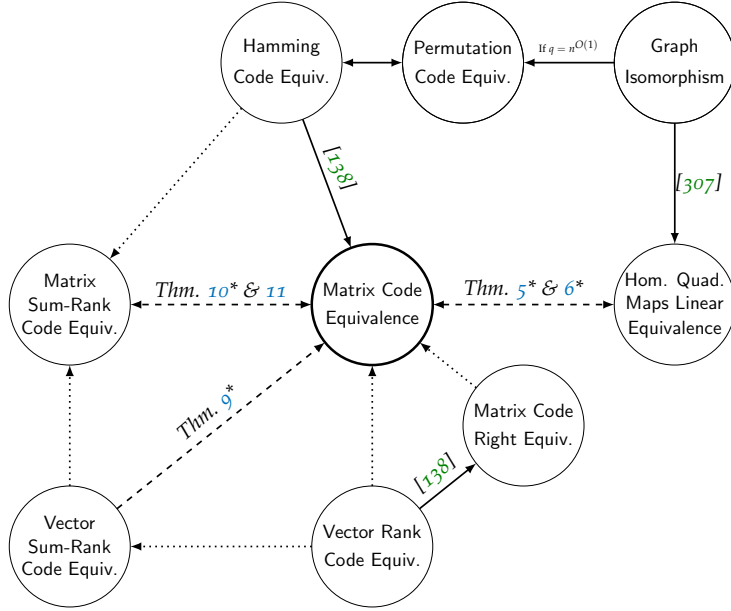 Hamming
Code Equiv.
Permutation
Code Equiv.
If q = n^{O(1)}
Graph
Isomorphism
[138]
[307]
Matrix
Sum-Rank
Code Equiv.
Thm. 10* & 11
Matrix Code
Equivalence
Thm. 5* & 6*
Hom. Quad.
Maps Linear
Equivalence
Thm. 9*
Matrix Code
Right Equiv.
[138]
Vector
Sum-Rank
Code Equiv.
Vector Rank
Code Equiv.